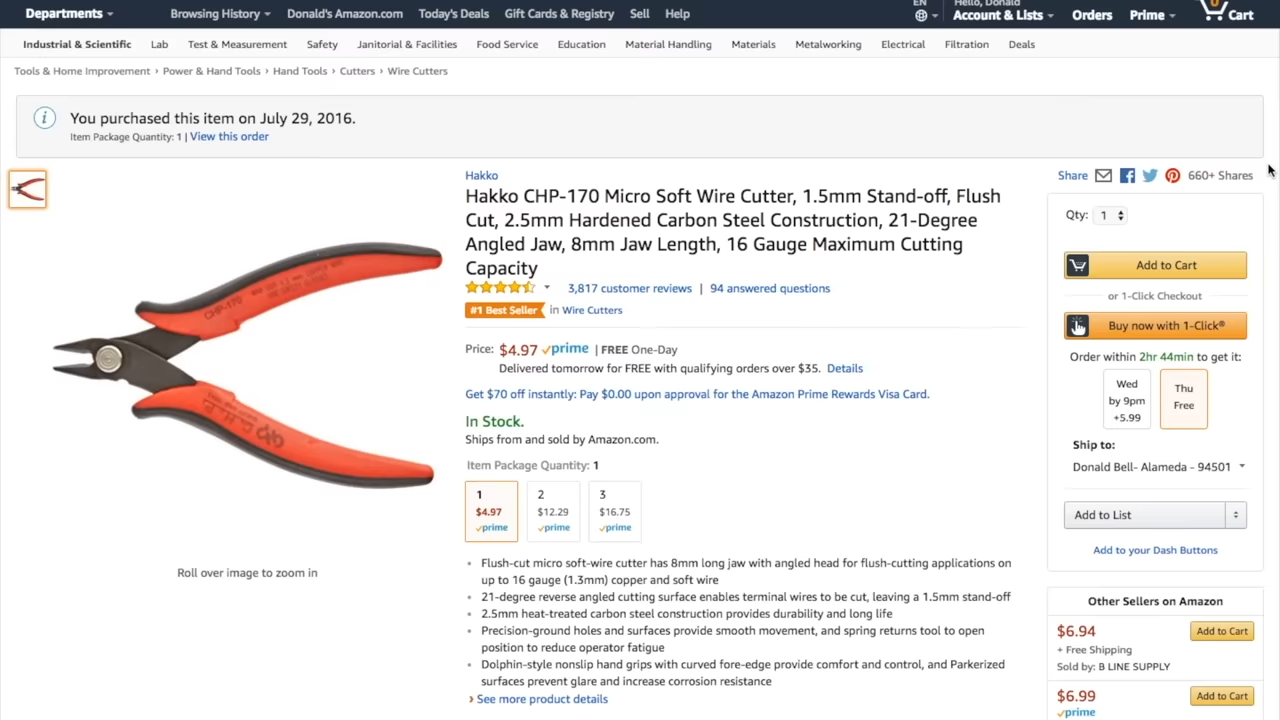 Departments
Browsing History
Donald's Amazon.com
Today's Deals
Gift Cards & Registry
Sell
Help
EN
Hello, Donald
Account & Lists
Orders
Prime
0
Cart
Industrial & Scientific
Lab
Test & Measurement
Safety
Janitorial & Facilities
Food Service
Education
Material Handling
Materials
Metalworking
Electrical
Filtration
Deals
Tools & Home Improvement › Power & Hand Tools › Hand Tools › Cutters › Wire Cutters
You purchased this item on July 29, 2016.
Item Package Quantity: 1 | View this order
Hakko
Hakko CHP-170 Micro Soft Wire Cutter, 1.5mm Stand-off, Flush
Cut, 2.5mm Hardened Carbon Steel Construction, 21-Degree
Angled Jaw, 8mm Jaw Length, 16 Gauge Maximum Cutting
Capacity
3,817 customer reviews | 94 answered questions
#1 Best Seller in Wire Cutters
Price: $4.97 prime | FREE One-Day
Delivered tomorrow for FREE with qualifying orders over $35. Details
Get $70 off instantly: Pay $0.00 upon approval for the Amazon Prime Rewards Visa Card.
In Stock.
Ships from and sold by Amazon.com.
Item Package Quantity: 1
1
$4.97
prime
2
$12.29
prime
3
$16.75
prime
• Flush-cut micro soft-wire cutter has 8mm long jaw with angled head for flush-cutting applications on
up to 16 gauge (1.3mm) copper and soft wire
• 21-degree reverse angled cutting surface enables terminal wires to be cut, leaving a 1.5mm stand-off
• 2.5mm heat-treated carbon steel construction provides durability and long life
• Precision-ground holes and surfaces provide smooth movement, and spring returns tool to open
position to reduce operator fatigue
• Dolphin-style nonslip hand grips with curved fore-edge provide comfort and control, and Parkerized
surfaces prevent glare and increase corrosion resistance
› See more product details
CHP-170
Roll over image to zoom in
Share
660+ Shares
Qty: 1
Add to Cart
or 1-Click Checkout
Buy now with 1-Click®
Order within 2hr 44min to get it:
Wed
by 9pm
+5.99
Thu
Free
Ship to:
Donald Bell- Alameda - 94501
Add to List
Add to your Dash Buttons
Other Sellers on Amazon
$6.94
Add to Cart
+ Free Shipping
Sold by: B LINE SUPPLY
$6.99
Add to Cart
prime